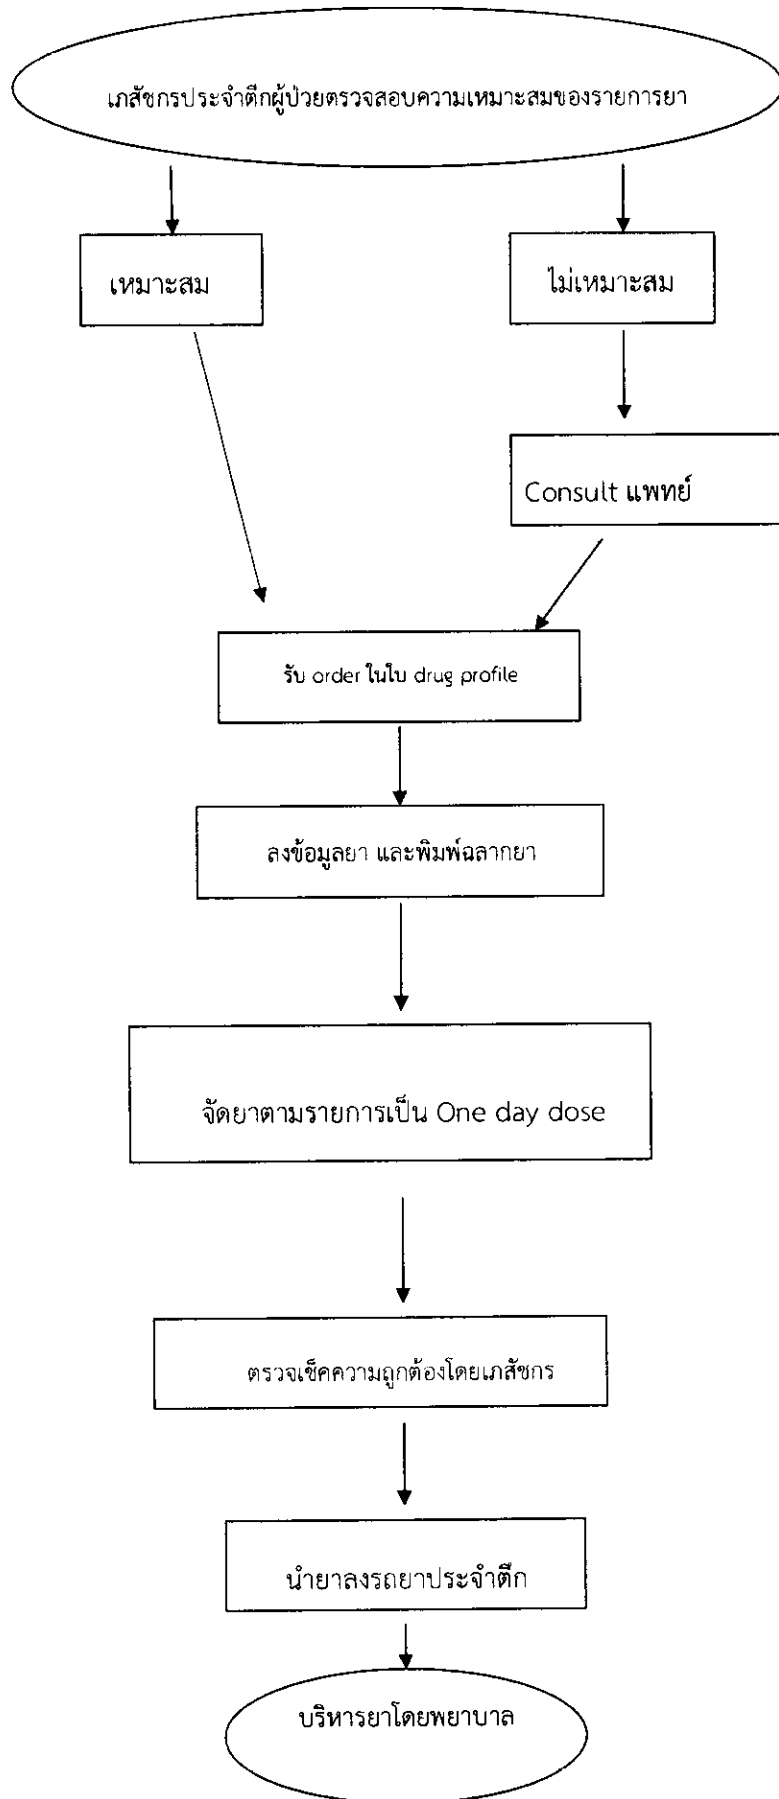 เภสัชกรประจำตึกผู้ป่วยตรวจสอบความเหมาะสมของรายการยา
เหมาะสม
ไม่เหมาะสม
Consult แพทย์
รับ order ในใบ drug profile
ลงข้อมูลยา และพิมพ์ฉลากยา
จัดยาตามรายการเป็น One day dose
ตรวจเช็คความถูกต้องโดยเภสัชกร
นำยาลงรถยาประจำตึก
บริหารยาโดยพยาบาล